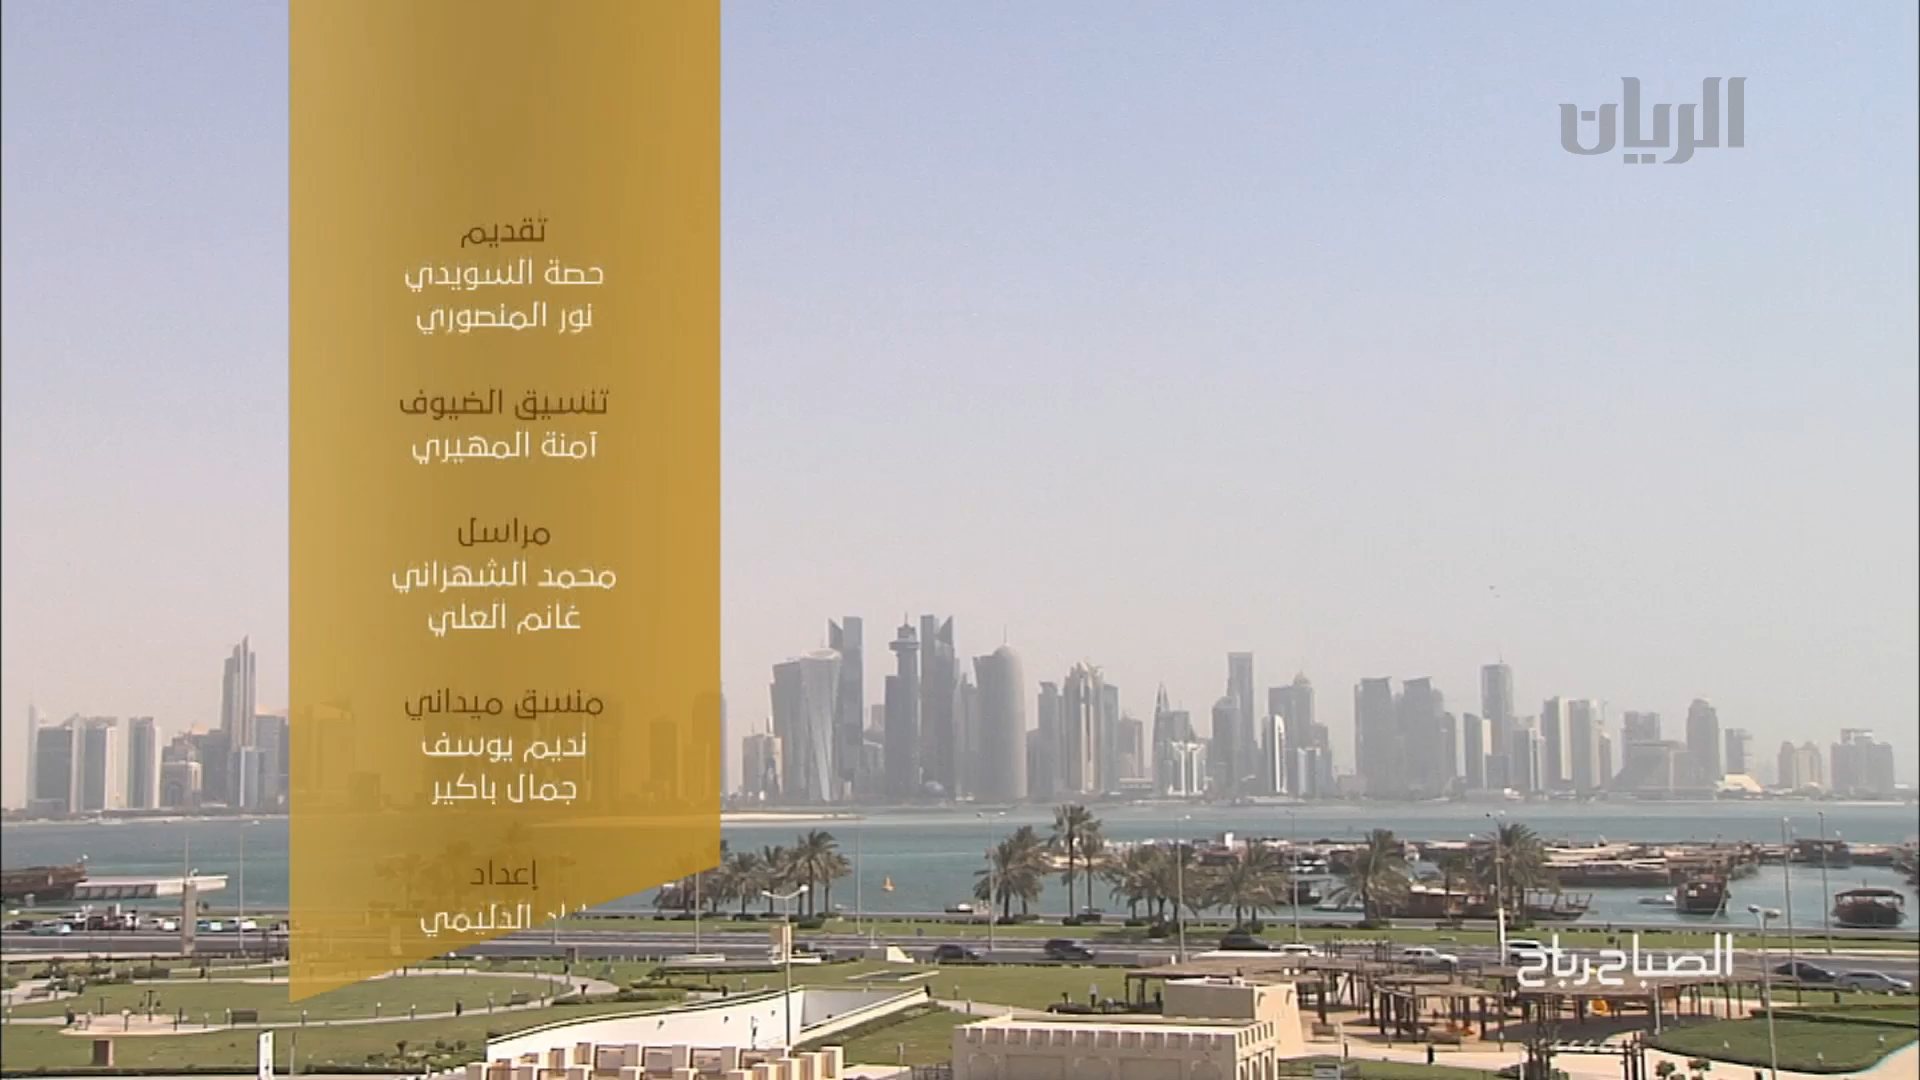 الريان
تقديم
حصة السويدي
نور المنصوري
تنسيق الضيوف
آمنة المهيري
مراسل
محمد الشهراني
غانم العلي
منسق ميداني
نديم يوسف
جمال باكير
إعداد
الدليمي
الصباح رباح